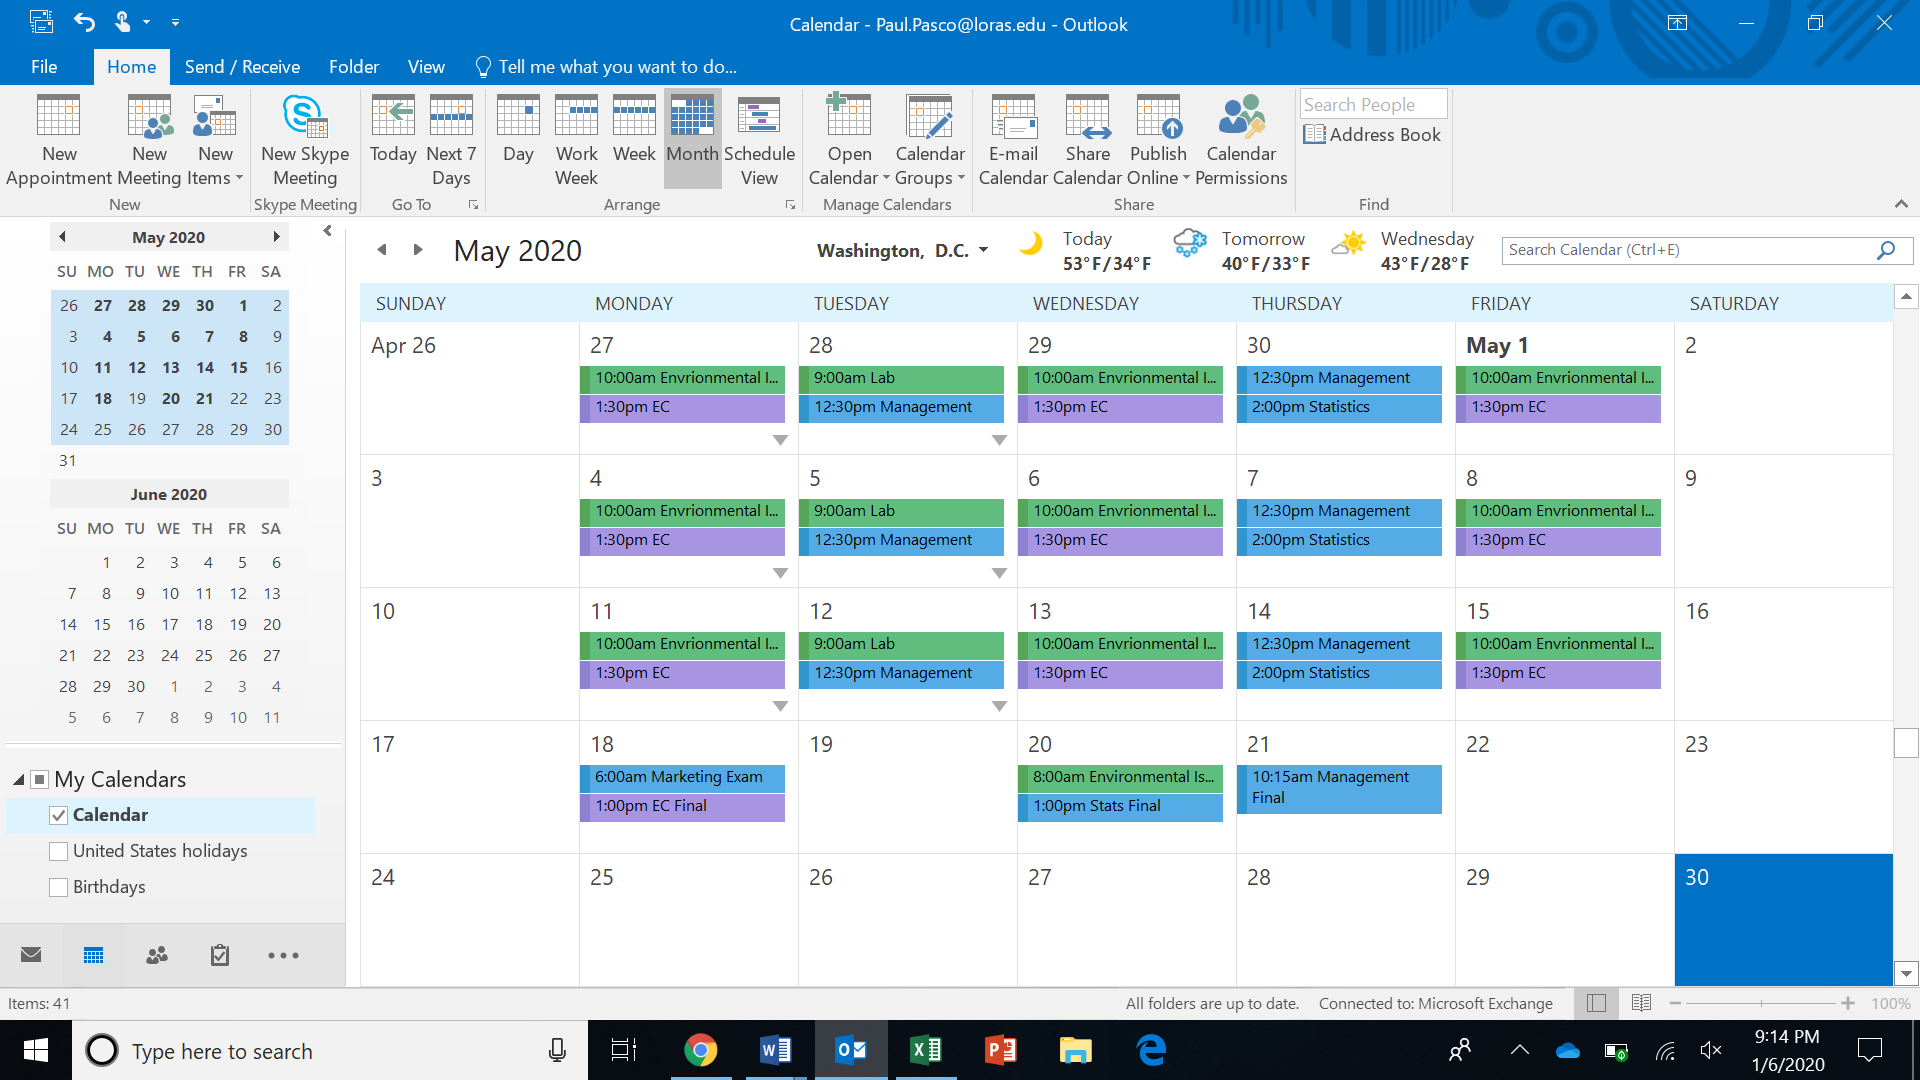 Calendar - Paul.Pasco@loras.edu - Outlook
File Home Send / Receive Folder View Tell me what you want to do...
New Appointment
New Meeting
New Items
New
New Skype Meeting
Skype Meeting
Today
Next 7 Days
Go To
Day
Work Week
Week
Month
Schedule View
Arrange
Open Calendar
Calendar Groups
Manage Calendars
E-mail Calendar
Share Calendar
Publish Online
Calendar Permissions
Share
Search People
Address Book
Find
May 2020
SU MO TU WE TH FR SA
26 27 28 29 30 1 2
3 4 5 6 7 8 9
10 11 12 13 14 15 16
17 18 19 20 21 22 23
24 25 26 27 28 29 30
31
June 2020
SU MO TU WE TH FR SA
1 2 3 4 5 6
7 8 9 10 11 12 13
14 15 16 17 18 19 20
21 22 23 24 25 26 27
28 29 30 1 2 3 4
5 6 7 8 9 10 11
My Calendars
Calendar
United States holidays
Birthdays
May 2020
Washington, D.C.
Today
53°F/34°F
Tomorrow
40°F/33°F
Wednesday
43°F/28°F
Search Calendar (Ctrl+E)
SUNDAY MONDAY TUESDAY WEDNESDAY THURSDAY FRIDAY SATURDAY
Apr 26 27 28 29 30 May 1 2
10:00am Envrionmental I... 9:00am Lab 10:00am Envrionmental I... 12:30pm Management 10:00am Envrionmental I...
1:30pm EC 12:30pm Management 1:30pm EC 2:00pm Statistics 1:30pm EC
3 4 5 6 7 8 9
10:00am Envrionmental I... 9:00am Lab 10:00am Envrionmental I... 12:30pm Management 10:00am Envrionmental I...
1:30pm EC 12:30pm Management 1:30pm EC 2:00pm Statistics 1:30pm EC
10 11 12 13 14 15 16
10:00am Envrionmental I... 9:00am Lab 10:00am Envrionmental I... 12:30pm Management 10:00am Envrionmental I...
1:30pm EC 12:30pm Management 1:30pm EC 2:00pm Statistics 1:30pm EC
17 18 19 20 21 22 23
6:00am Marketing Exam 8:00am Environmental Is... 10:15am Management
1:00pm EC Final 1:00pm Stats Final Final
24 25 26 27 28 29 30
Items: 41
All folders are up to date. Connected to: Microsoft Exchange 100%
Type here to search
9:14 PM
1/6/2020